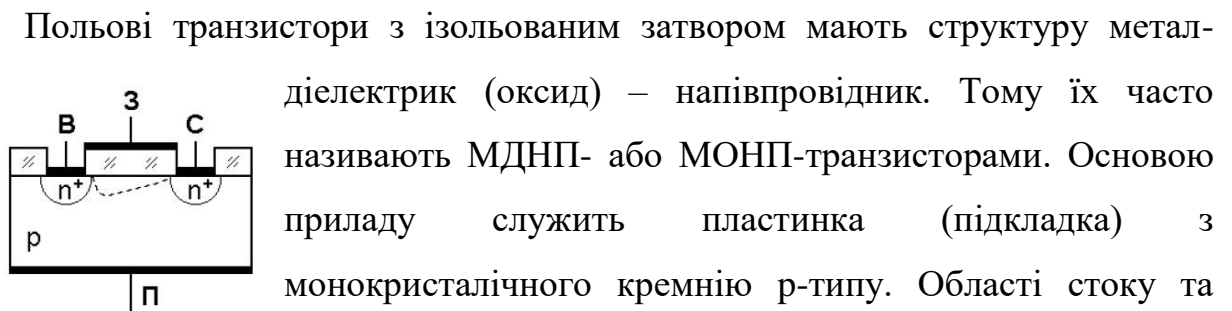 Польові транзистори з ізольованим затвором мають структуру метал-
діелектрик (оксид) – напівпровідник. Тому їх часто
називають МДНП- або МОНП-транзисторами. Основою
приладу служить пластинка (підкладка) з
монокристалічного кремнію p-типу. Області стоку та
З
В С
n⁺ n⁺
p
П